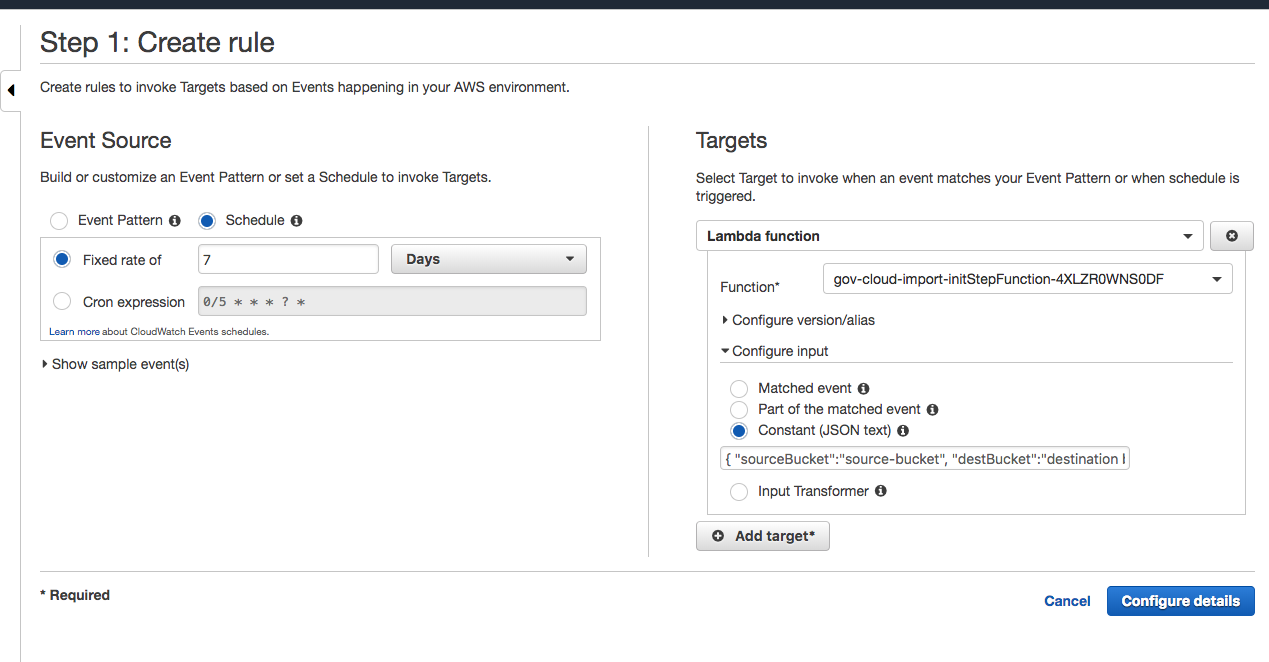 Step 1: Create rule
Create rules to invoke Targets based on Events happening in your AWS environment.
Event Source
Build or customize an Event Pattern or set a Schedule to invoke Targets.
Event Pattern
Schedule
Fixed rate of
7
Days
Cron expression
0/5 * * * ? *
Learn more about CloudWatch Events schedules.
Show sample event(s)
Targets
Select Target to invoke when an event matches your Event Pattern or when schedule is
triggered.
Lambda function
Function*
gov-cloud-import-initStepFunction-4XLZR0WNS0DF
Configure version/alias
Configure input
Matched event
Part of the matched event
Constant (JSON text)
{ "sourceBucket":"source-bucket", "destBucket":"destination
Input Transformer
Add target*
* Required
Cancel
Configure details